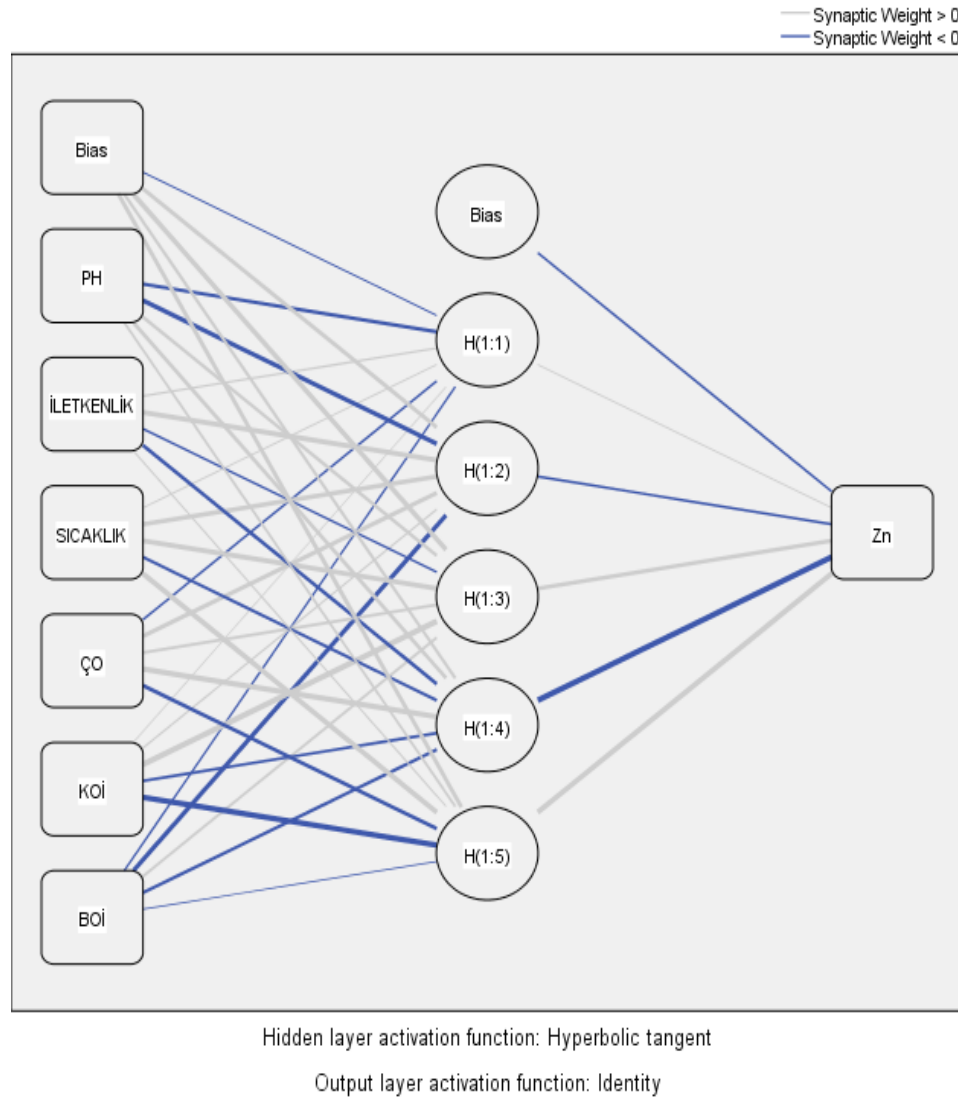 Synaptic Weight > 0
Synaptic Weight < 0
Bias
PH
İLETKENLİK
SICAKLIK
ÇO
KOİ
BOİ
Bias
H(1:1)
H(1:2)
H(1:3)
H(1:4)
H(1:5)
Zn
Hidden layer activation function: Hyperbolic tangent
Output layer activation function: Identity